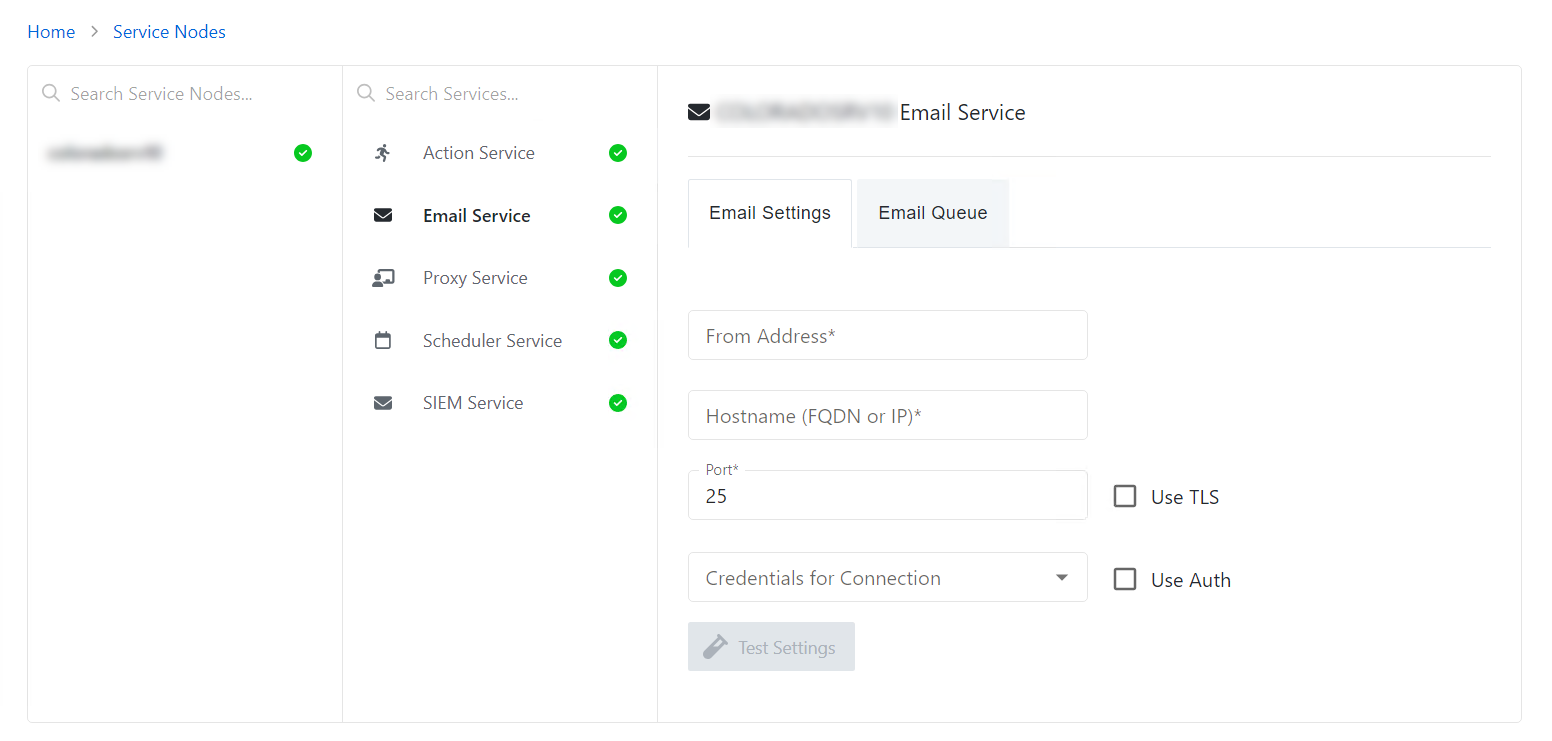 Home > Service Nodes
Search Service Nodes...
Search Services...
Action Service
Email Service
Proxy Service
Scheduler Service
SIEM Service
Email Service
Email Settings
Email Queue
From Address*
Hostname (FQDN or IP)*
Port*
25
Use TLS
Credentials for Connection
Use Auth
Test Settings